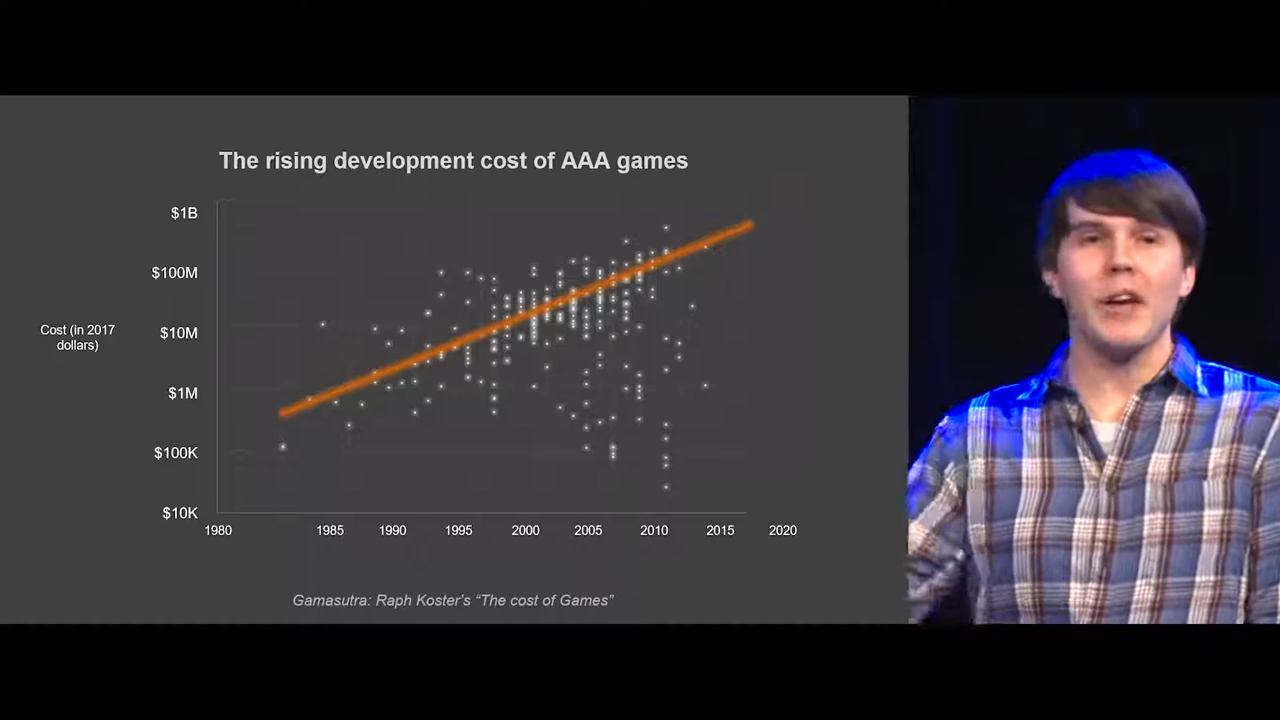 The rising development cost of AAA games
$1B
$100M
Cost (in 2017
dollars)
$10M
$1M
$100K
$10K
1980 1985 1990 1995 2000 2005 2010 2015 2020
Gamasutra: Raph Koster's “The cost of Games”